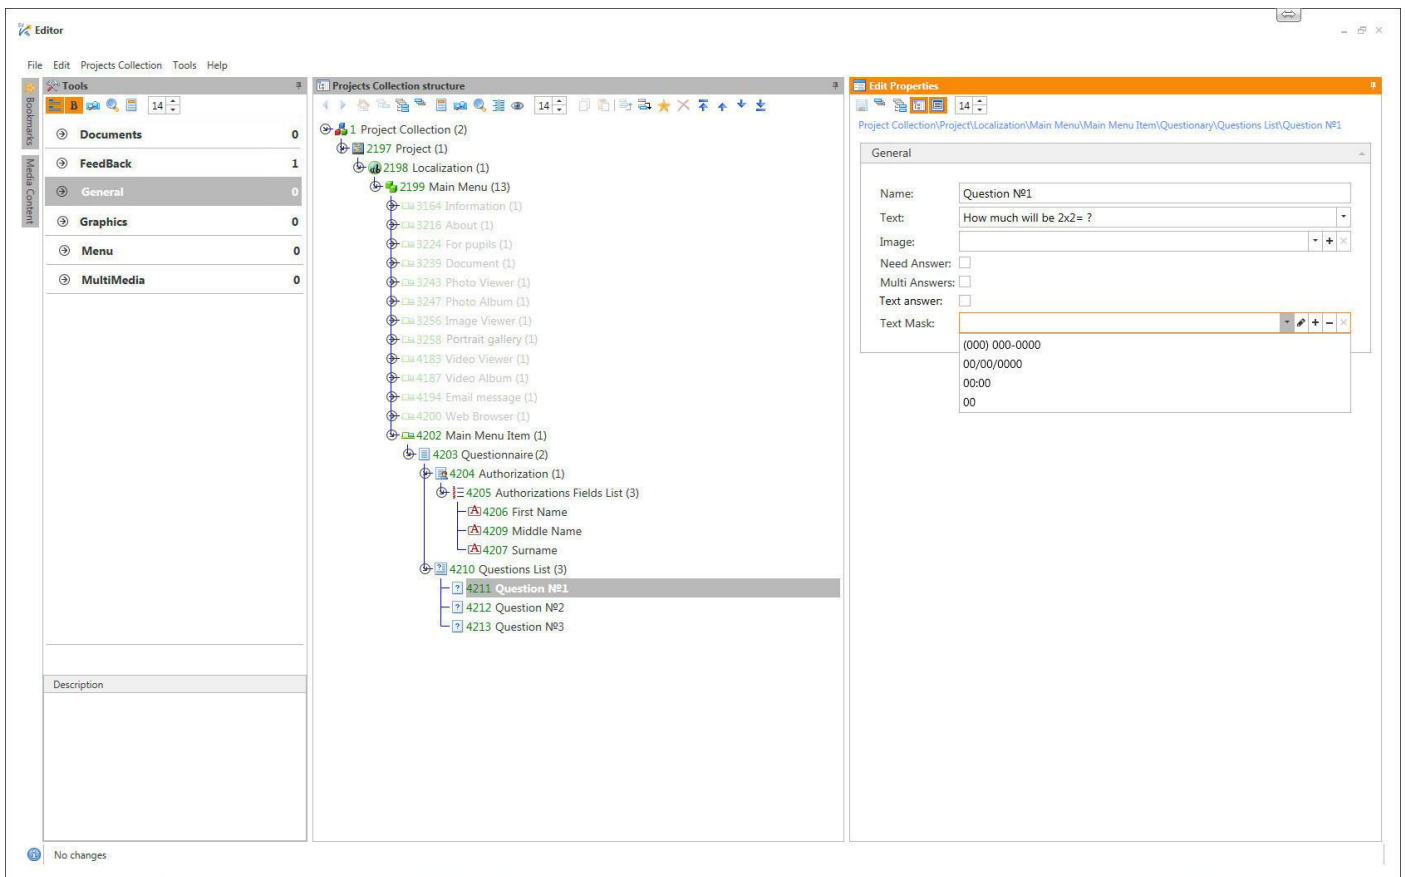 Editor
File Edit Projects Collection Tools Help
Bookmarks
Media Content
Tools
B 14
Documents 0
FeedBack 1
General 0
Graphics 0
Menu 0
MultiMedia 0
Description
Projects Collection structure
14
1 Project Collection (2)
2197 Project (1)
2198 Localization (1)
2199 Main Menu (13)
3164 Information (1)
3216 About (1)
3224 For pupils (1)
3239 Document (1)
3243 Photo Viewer (1)
3247 Photo Album (1)
3256 Image Viewer (1)
3258 Portrait gallery (1)
4183 Video Viewer (1)
4187 Video Album (1)
4194 Email message (1)
4200 Web Browser (1)
4202 Main Menu Item (1)
4203 Questionnaire (2)
4204 Authorization (1)
4205 Authorizations Fields List (3)
4206 First Name
4209 Middle Name
4207 Surname
4210 Questions List (3)
4211 Question №1
4212 Question №2
4213 Question №3
Edit Properties
14
Project Collection\Project\Localization\Main Menu\Main Menu Item\Questionary\Questions List\Question №1
General
Name: Question №1
Text: How much will be 2x2= ?
Image:
Need Answer:
Multi Answers:
Text answer:
Text Mask:
(000) 000-0000
00/00/0000
00:00
00
No changes